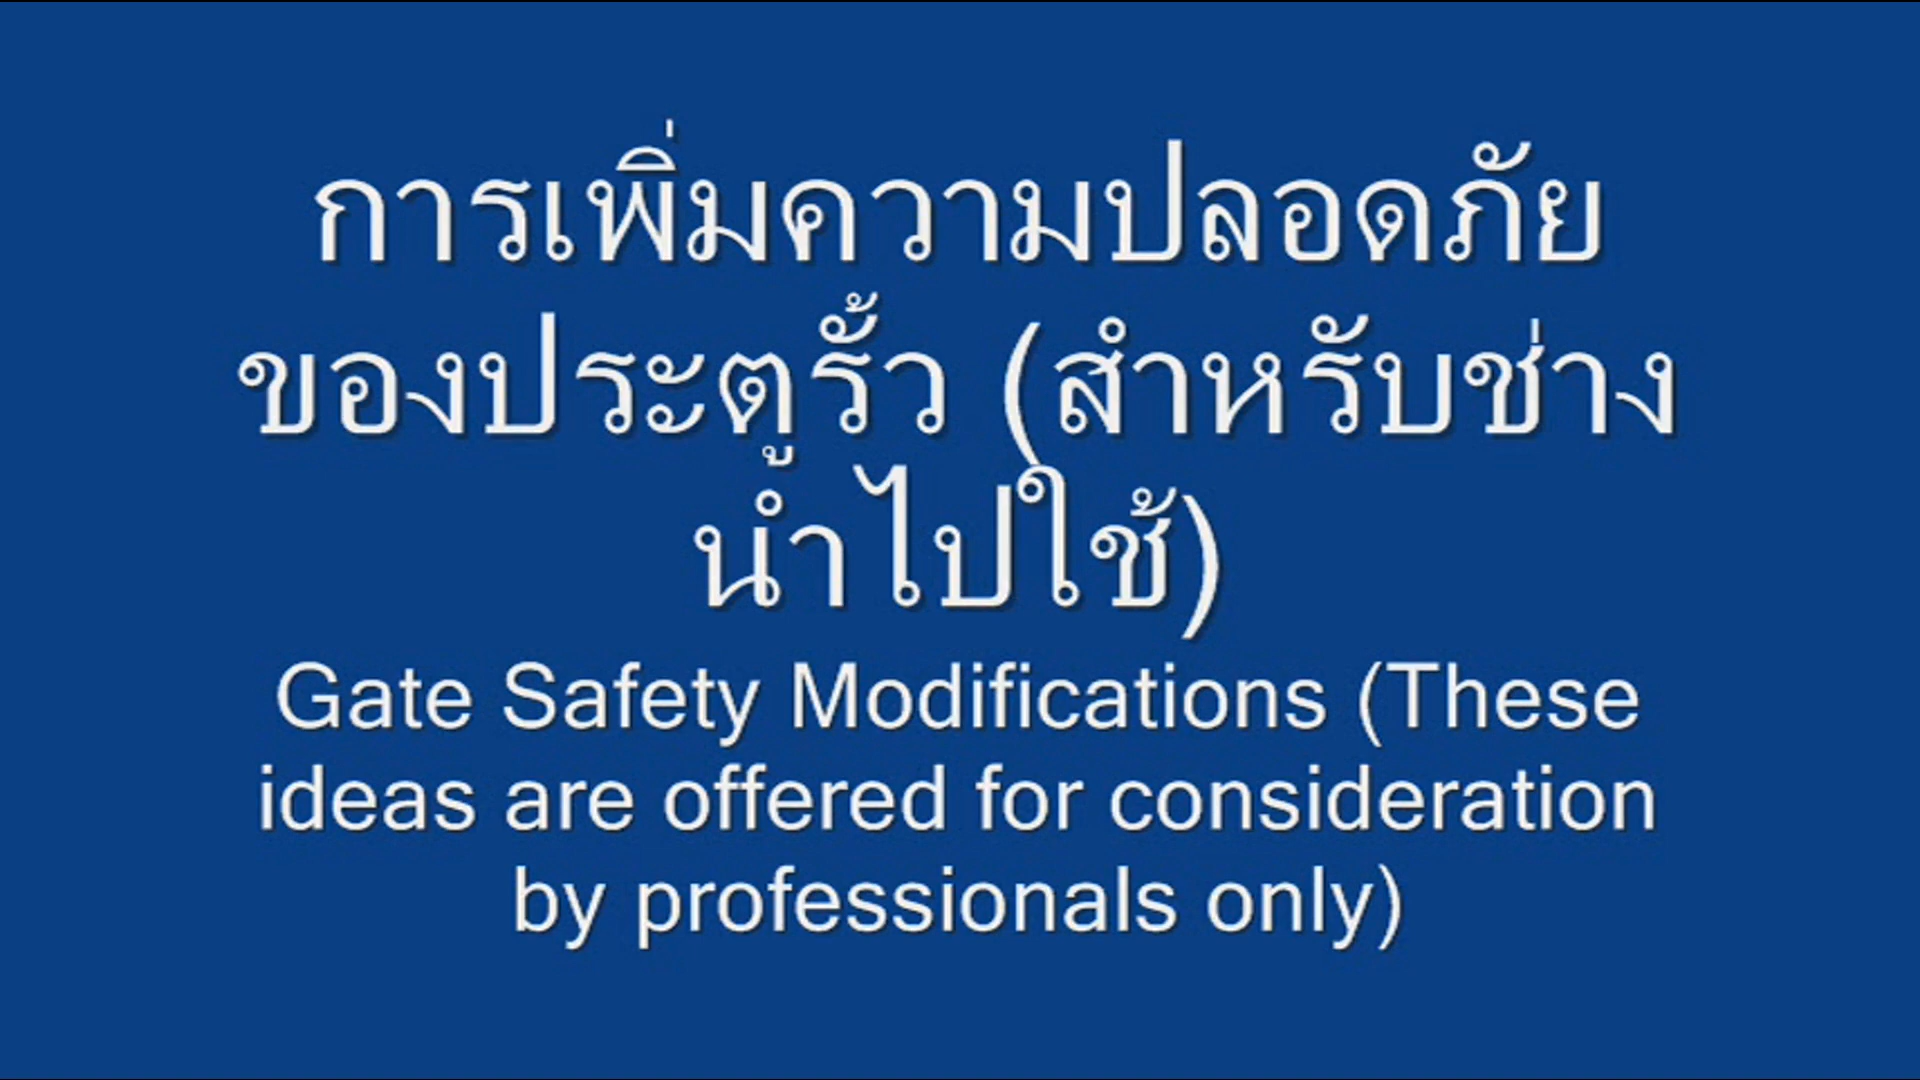 การเพิ่มความปลอดภัย
ของประตูรั้ว (สำหรับช่าง
นำไปใช้)
Gate Safety Modifications (These
ideas are offered for consideration
by professionals only)